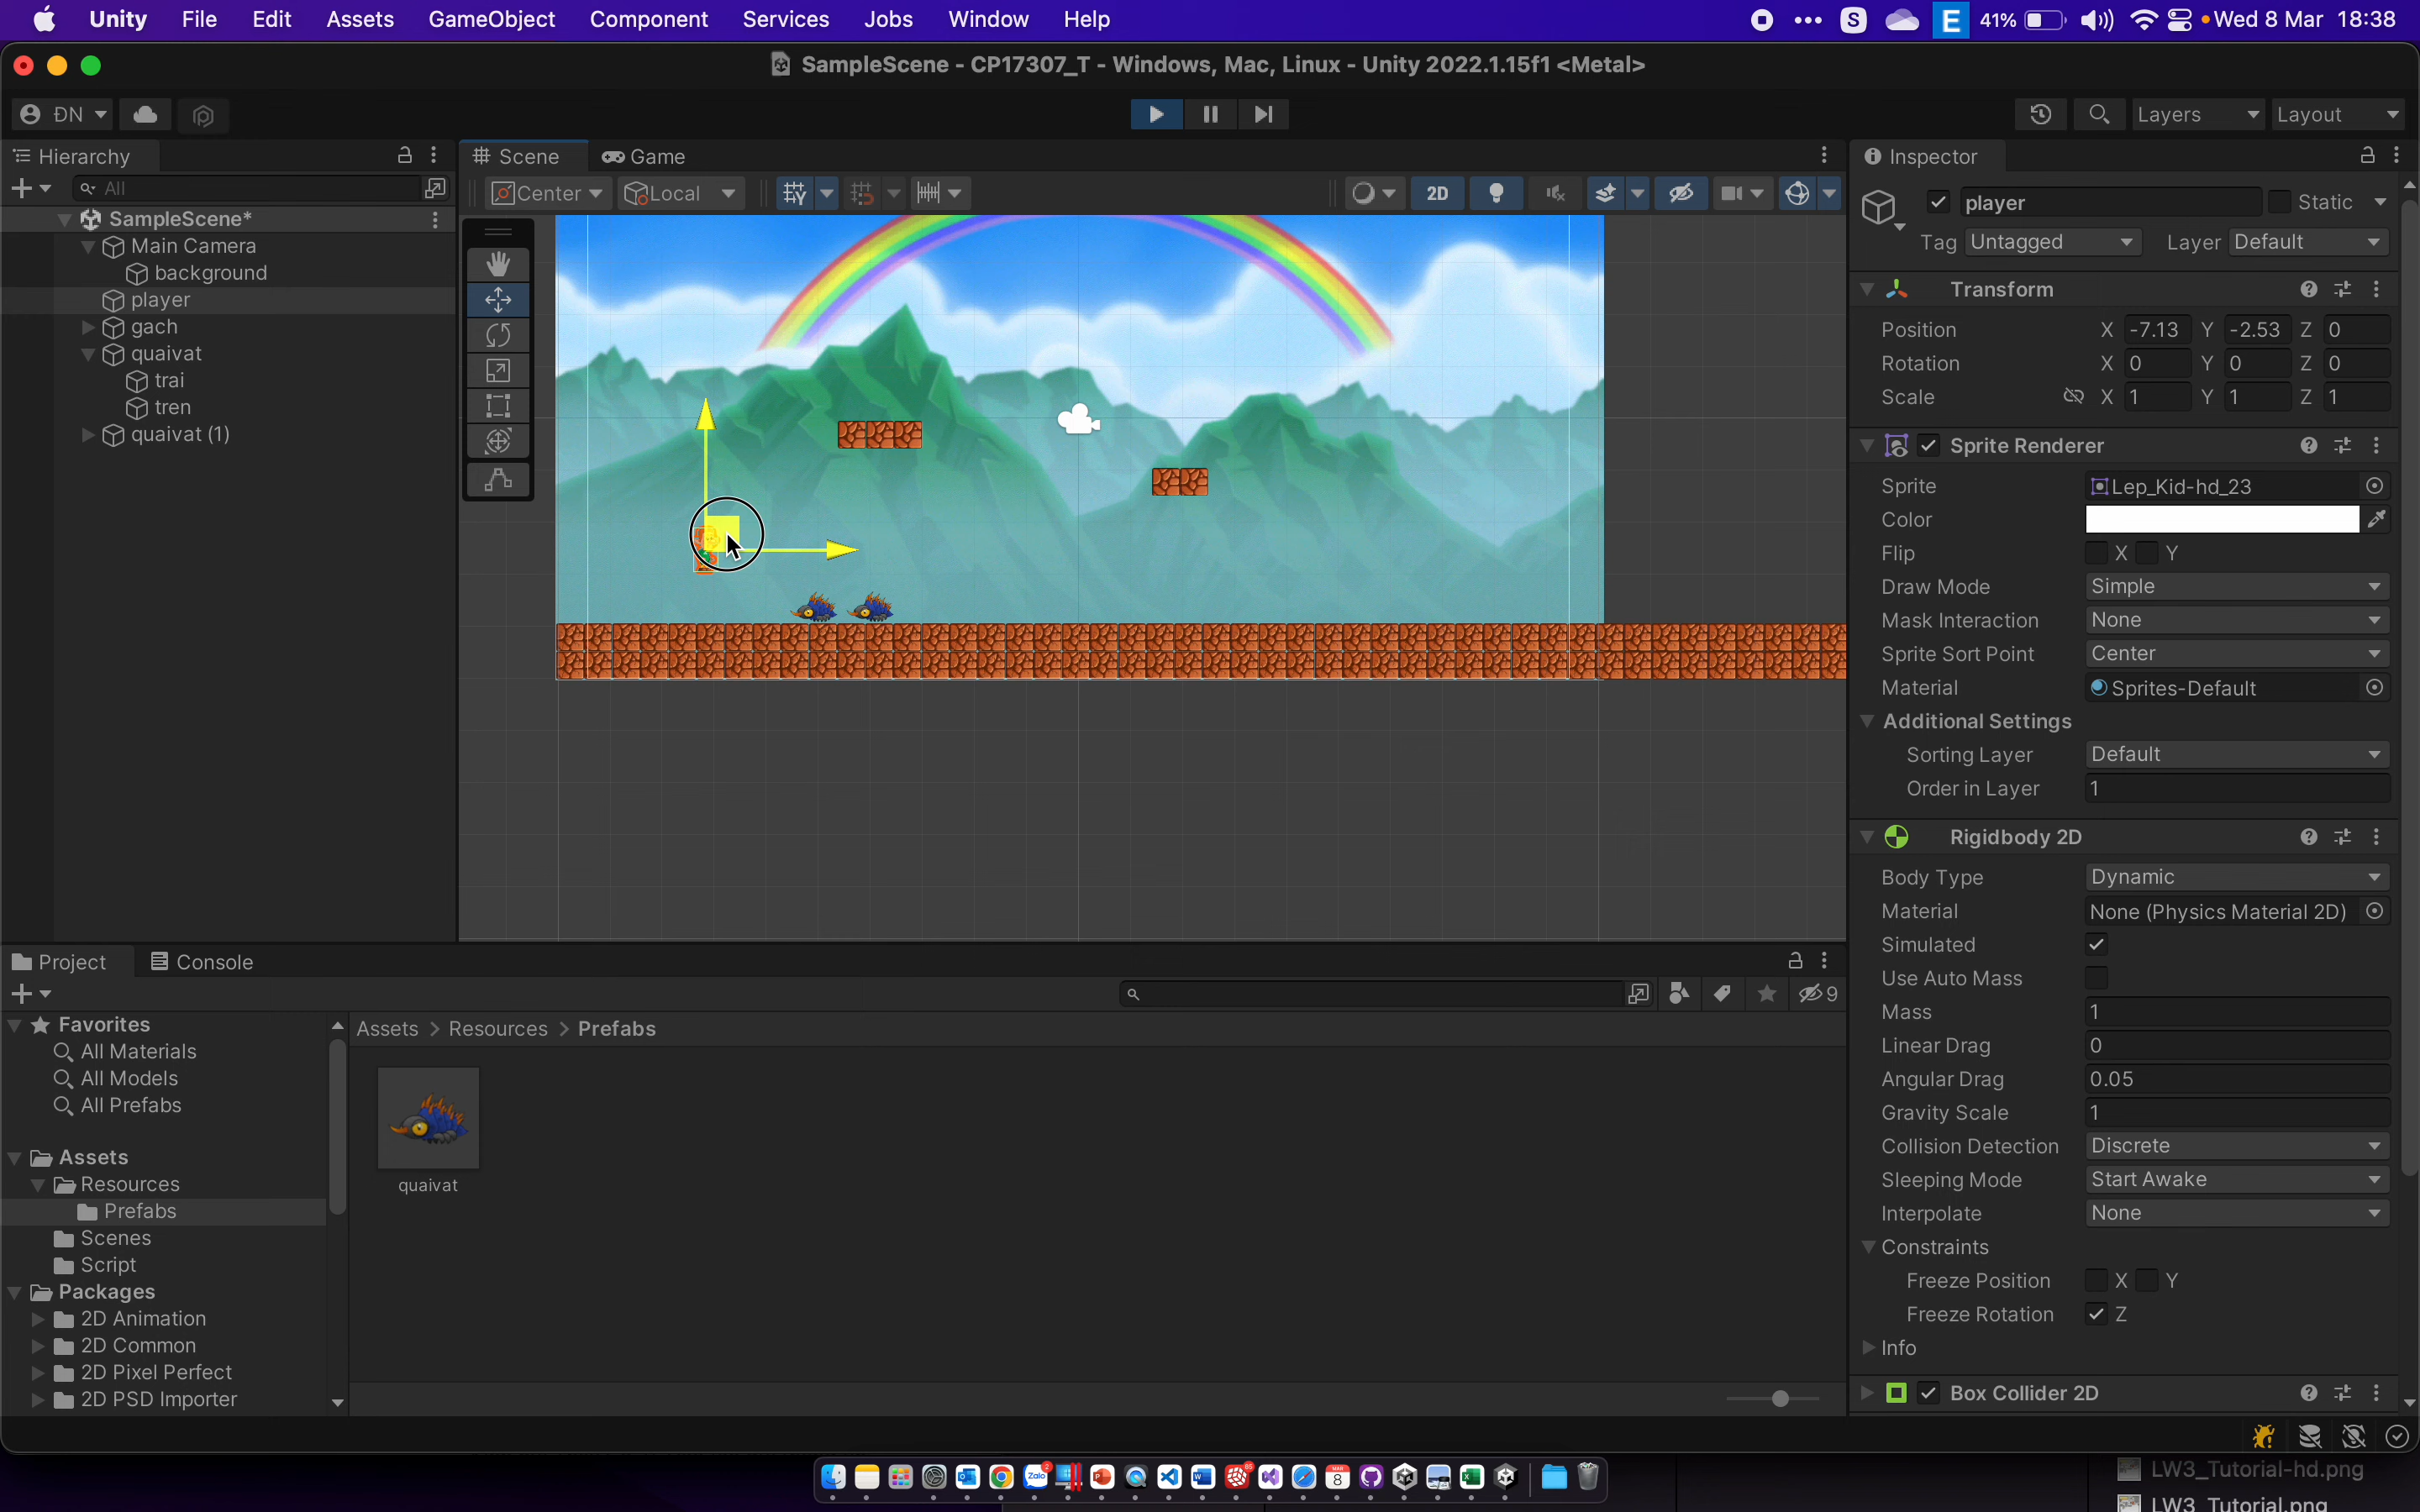 Unity File Edit Assets GameObject Component Services Jobs Window Help S E 41% Wed 8 Mar 18:38
SampleScene - CP17307_T - Windows, Mac, Linux - Unity 2022.1.15f1 <Metal>
ĐN Layers Layout
Hierarchy
All
SampleScene*
Main Camera
background
player
gach
quaivat
trai
tren
quaivat (1)
Scene Game
Center Local 2D
Inspector
player Static
Tag Untagged Layer Default
Transform
Position X -7.13 Y -2.53 Z 0
Rotation X 0 Y 0 Z 0
Scale X 1 Y 1 Z 1
Sprite Renderer
Sprite Lep_Kid-hd_23
Color
Flip X Y
Draw Mode Simple
Mask Interaction None
Sprite Sort Point Center
Material Sprites-Default
Additional Settings
Sorting Layer Default
Order in Layer 1
Rigidbody 2D
Body Type Dynamic
Material None (Physics Material 2D)
Simulated
Use Auto Mass
Mass 1
Linear Drag 0
Angular Drag 0.05
Gravity Scale 1
Collision Detection Discrete
Sleeping Mode Start Awake
Interpolate None
Constraints
Freeze Position X Y
Freeze Rotation Z
Info
Box Collider 2D
Project Console
9
Favorites
All Materials
All Models
All Prefabs
Assets
Resources
Prefabs
Scenes
Script
Packages
2D Animation
2D Common
2D Pixel Perfect
2D PSD Importer
Assets > Resources > Prefabs
quaivat
Zalo 2 MAR 8
LW3_Tutorial-hd.png
LW3 Tutorial.png